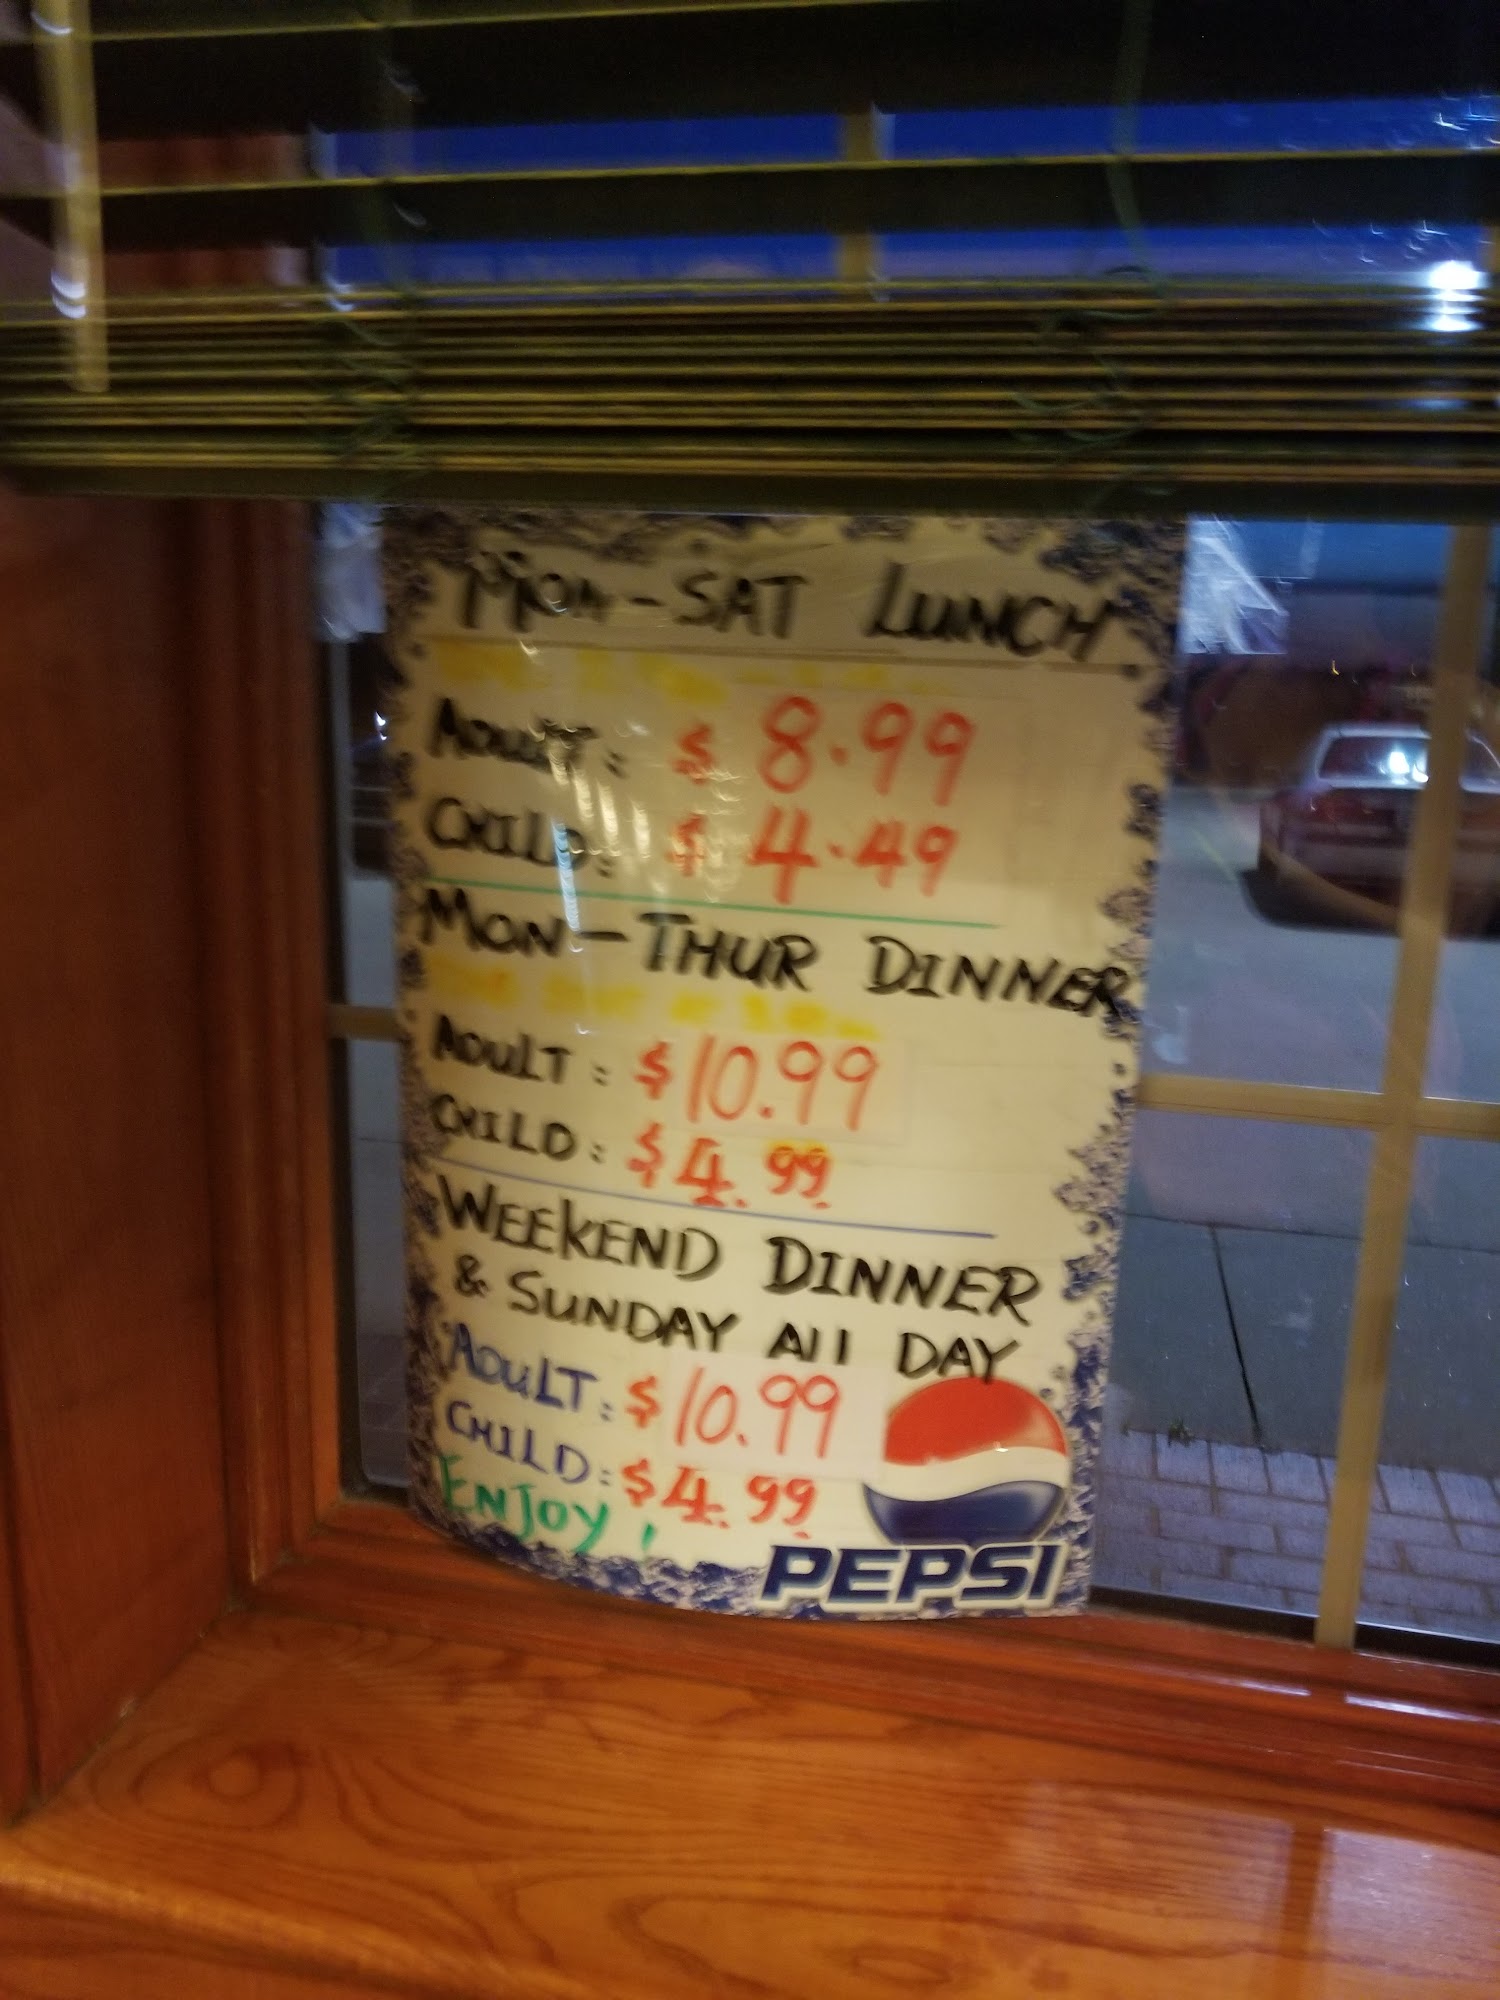 MON-SAT LUNCH
ADULT: $ 8.99
CHILD: $ 4.49
MON-THUR DINNER
ADULT: $10.99
CHILD: $4.99
WEEKEND DINNER
& SUNDAY All DAY
ADULT: $10.99
CHILD: $4.99
ENJOY!
PEPSI